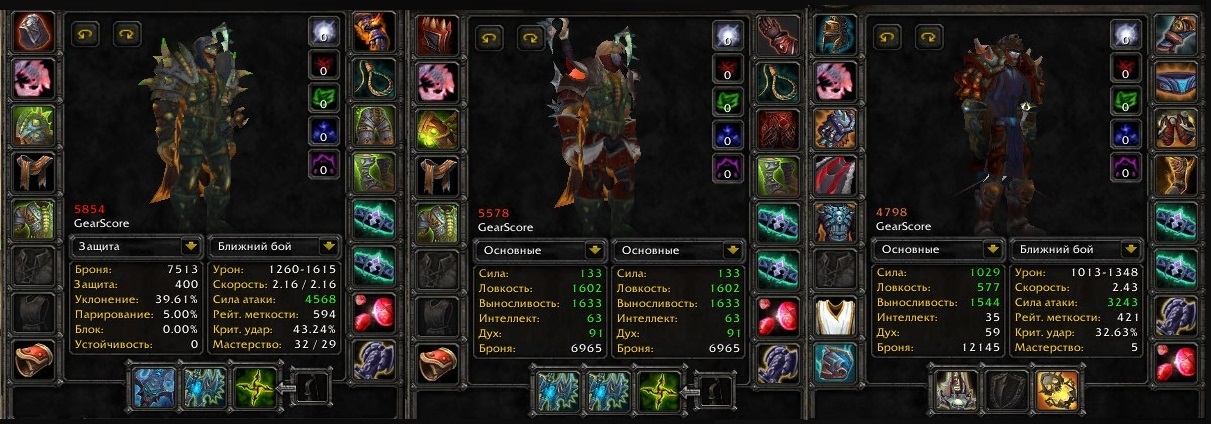 0
0
0
0
0
5854
GearScore
Защита
Ближний бой
Броня: 7513
Защита: 400
Уклонение: 39.61%
Парирование: 5.00%
Блок: 0.00%
Устойчивость: 0
Урон: 1260-1615
Скорость: 2.16 / 2.16
Сила атаки: 4568
Рейт. меткости: 594
Крит. удар: 43.24%
Мастерство: 32 / 29
0
0
0
0
0
5578
GearScore
Основные
Основные
Сила: 133
Ловкость: 1602
Выносливость: 1633
Интеллект: 63
Дух: 91
Броня: 6965
Сила: 133
Ловкость: 1602
Выносливость: 1633
Интеллект: 63
Дух: 91
Броня: 6965
0
0
0
0
0
4798
GearScore
Основные
Ближний бой
Сила: 1029
Ловкость: 577
Выносливость: 1544
Интеллект: 35
Дух: 59
Броня: 12145
Урон: 1013-1348
Скорость: 2.43
Сила атаки: 3243
Рейт. меткости: 421
Крит. удар: 32.63%
Мастерство: 5